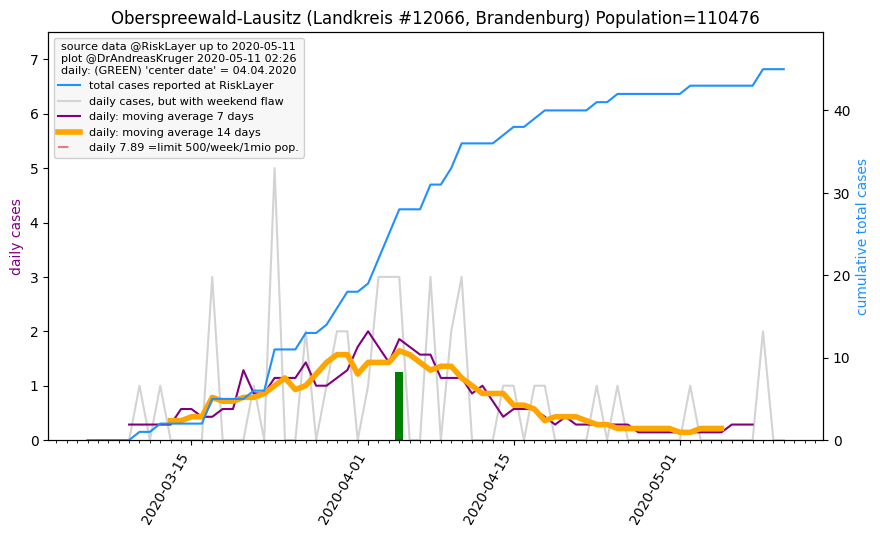 Oberspreewald-Lausitz (Landkreis #12066, Brandenburg) Population=110476
source data @RiskLayer up to 2020-05-11
plot @DrAndreasKruger 2020-05-11 02:26
daily: (GREEN) 'center date' = 04.04.2020
total cases reported at RiskLayer
daily cases, but with weekend flaw
daily: moving average 7 days
daily: moving average 14 days
daily 7.89 =limit 500/week/1mio pop.
daily cases
7
6
5
4
3
2
1
0
cumulative total cases
40
30
20
10
0
2020-03-15
2020-04-01
2020-04-15
2020-05-01